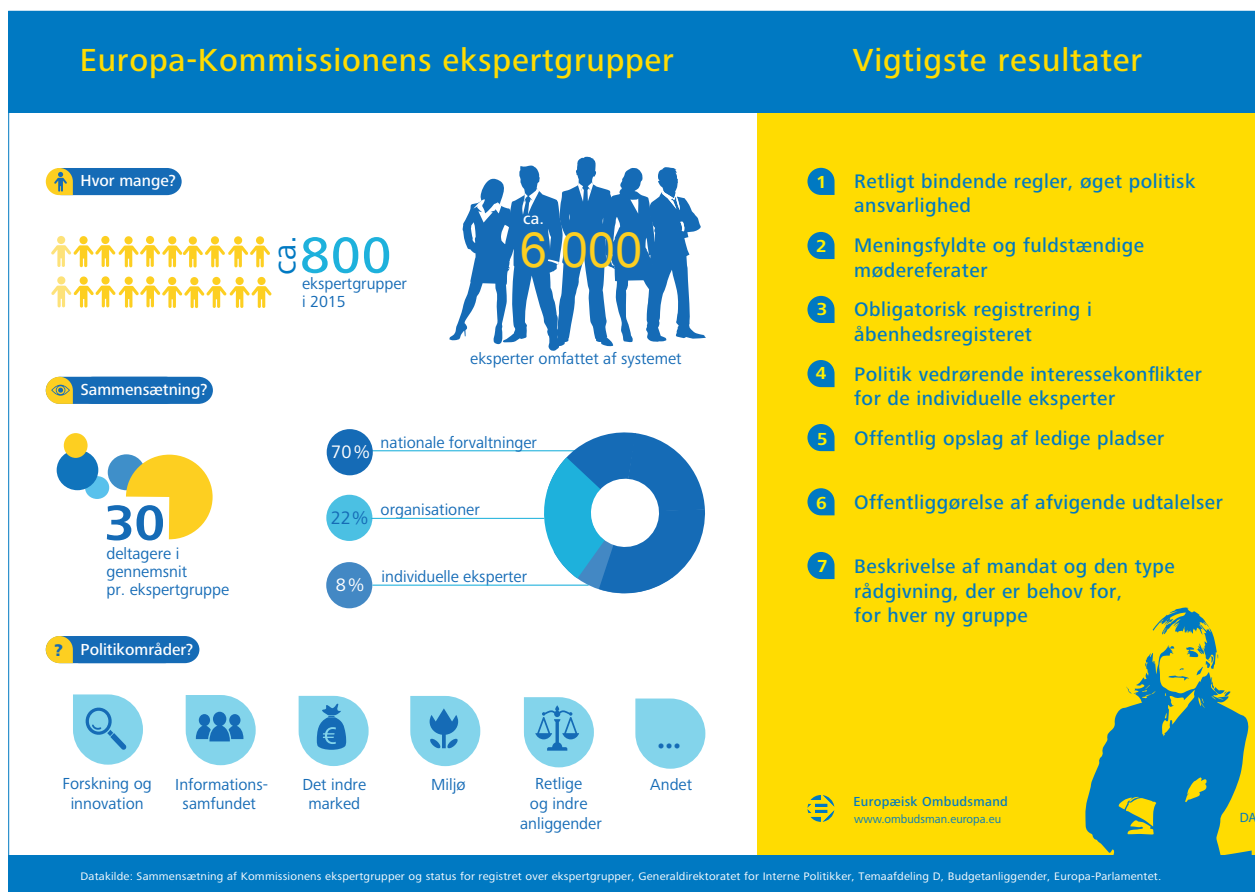 Europa-Kommissionens ekspertgrupper
Hvor mange?
ca.
800
ekspertgrupper
i 2015
ca.
6 000
eksperter omfattet af systemet
Sammensætning?
30
deltagere i
gennemsnit
pr. ekspertgruppe
70% nationale forvaltninger
22% organisationer
8% individuelle eksperter
?
Politikområder?
€
...
Forskning og
innovation
Informations-
samfundet
Det indre
marked
Miljø
Retlige
og indre
anliggender
Andet
Vigtigste resultater
1 Retligt bindende regler, øget politisk
ansvarlighed
2 Meningsfyldte og fuldstændige
mødereferater
3 Obligatorisk registrering i
åbenhedsregisteret
4 Politik vedrørende interessekonflikter
for de individuelle eksperter
5 Offentlig opslag af ledige pladser
6 Offentliggørelse af afvigende udtalelser
7 Beskrivelse af mandat og den type
rådgivning, der er behov for,
for hver ny gruppe
Europæisk Ombudsmand
www.ombudsman.europa.eu
DA
Datakilde: Sammensætning af Kommissionens ekspertgrupper og status for registret over ekspertgrupper, Generaldirektoratet for Interne Politikker, Temaafdeling D, Budgetanliggender, Europa-Parlamentet.